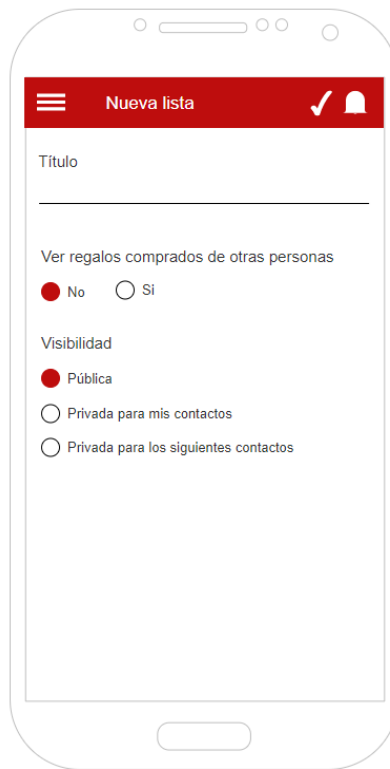 Nueva lista
Título
Ver regalos comprados de otras personas
No Si
Visibilidad
Pública
Privada para mis contactos
Privada para los siguientes contactos